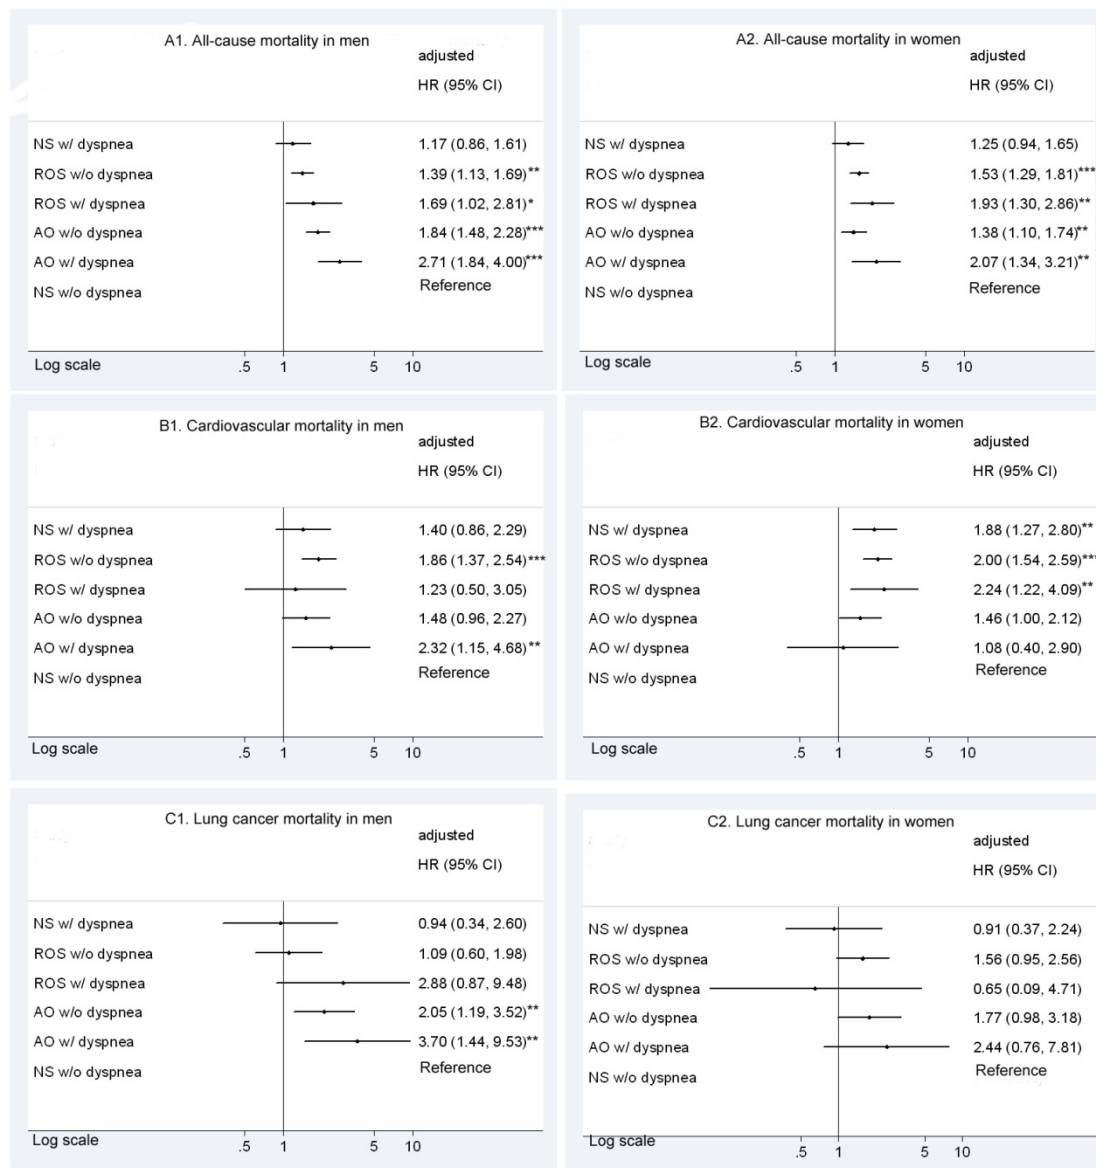 A1. All-cause mortality in men
adjusted
HR (95% CI)
NS w/ dyspnea 1.17 (0.86, 1.61)
ROS w/o dyspnea 1.39 (1.13, 1.69)**
ROS w/ dyspnea 1.69 (1.02, 2.81)*
AO w/o dyspnea 1.84 (1.48, 2.28)***
AO w/ dyspnea 2.71 (1.84, 4.00)***
NS w/o dyspnea Reference
Log scale .5 1 5 10
A2. All-cause mortality in women
adjusted
HR (95% CI)
NS w/ dyspnea 1.25 (0.94, 1.65)
ROS w/o dyspnea 1.53 (1.29, 1.81)***
ROS w/ dyspnea 1.93 (1.30, 2.86)**
AO w/o dyspnea 1.38 (1.10, 1.74)**
AO w/ dyspnea 2.07 (1.34, 3.21)**
NS w/o dyspnea Reference
Log scale .5 1 5 10
B1. Cardiovascular mortality in men
adjusted
HR (95% CI)
NS w/ dyspnea 1.40 (0.86, 2.29)
ROS w/o dyspnea 1.86 (1.37, 2.54)***
ROS w/ dyspnea 1.23 (0.50, 3.05)
AO w/o dyspnea 1.48 (0.96, 2.27)
AO w/ dyspnea 2.32 (1.15, 4.68)**
NS w/o dyspnea Reference
Log scale .5 1 5 10
B2. Cardiovascular mortality in women
adjusted
HR (95% CI)
NS w/ dyspnea 1.88 (1.27, 2.80)**
ROS w/o dyspnea 2.00 (1.54, 2.59)***
ROS w/ dyspnea 2.24 (1.22, 4.09)**
AO w/o dyspnea 1.46 (1.00, 2.12)
AO w/ dyspnea 1.08 (0.40, 2.90)
NS w/o dyspnea Reference
Log scale .5 1 5 10
C1. Lung cancer mortality in men
adjusted
HR (95% CI)
NS w/ dyspnea 0.94 (0.34, 2.60)
ROS w/o dyspnea 1.09 (0.60, 1.98)
ROS w/ dyspnea 2.88 (0.87, 9.48)
AO w/o dyspnea 2.05 (1.19, 3.52)**
AO w/ dyspnea 3.70 (1.44, 9.53)**
NS w/o dyspnea Reference
Log scale .5 1 5 10
C2. Lung cancer mortality in women
adjusted
HR (95% CI)
NS w/ dyspnea 0.91 (0.37, 2.24)
ROS w/o dyspnea 1.56 (0.95, 2.56)
ROS w/ dyspnea 0.65 (0.09, 4.71)
AO w/o dyspnea 1.77 (0.98, 3.18)
AO w/ dyspnea 2.44 (0.76, 7.81)
NS w/o dyspnea Reference
Log scale .5 1 5 10